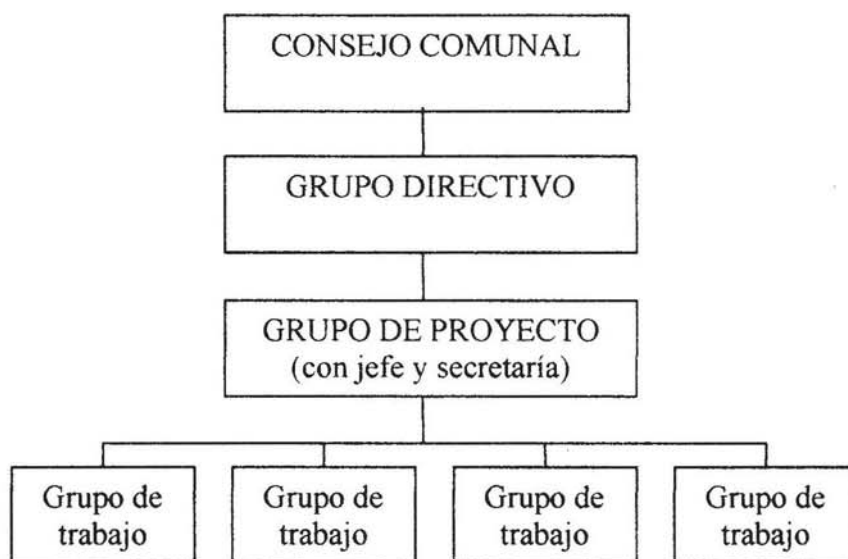 CONSEJO COMUNAL
GRUPO DIRECTIVO
GRUPO DE PROYECTO
(con jefe y secretaría)
Grupo de
trabajo
Grupo de
trabajo
Grupo de
trabajo
Grupo de
trabajo